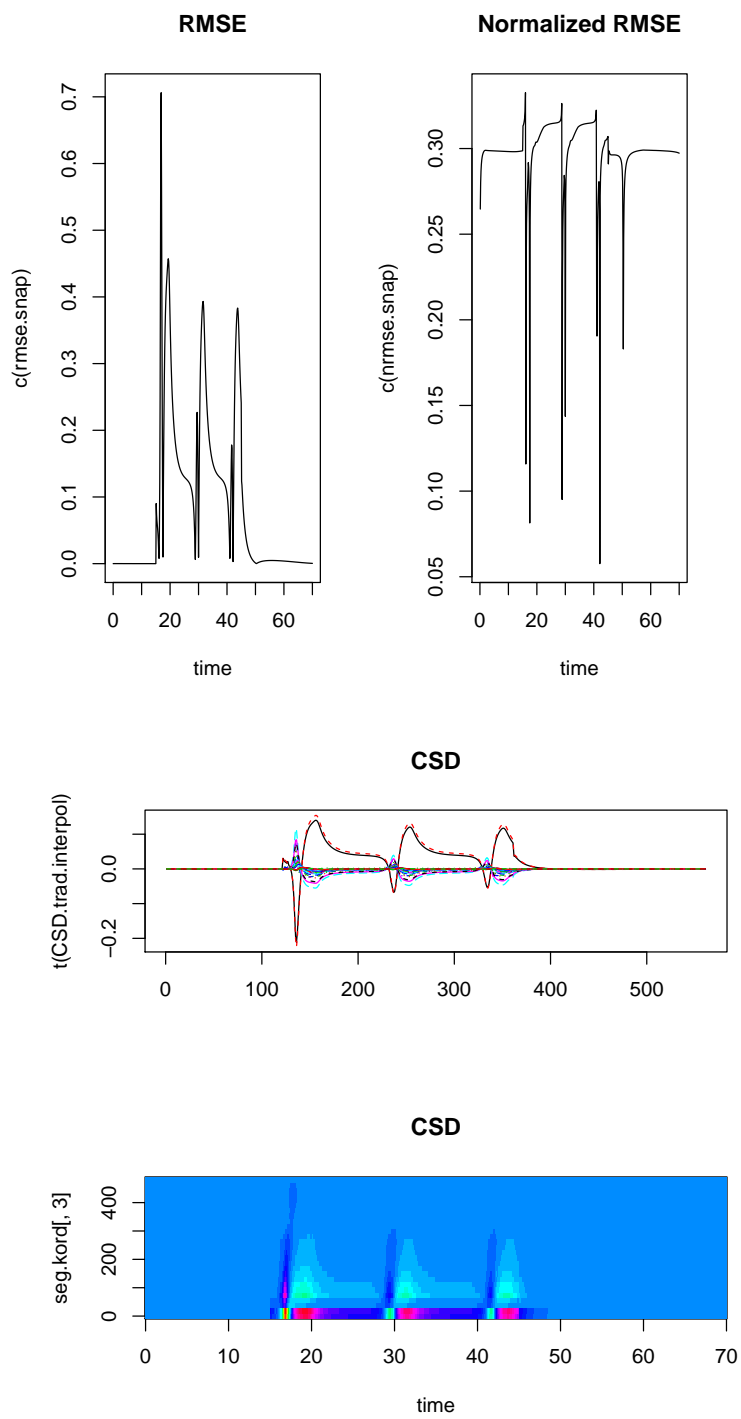 RMSE
c(rmse.snap)
0.7
0.6
0.5
0.4
0.3
0.2
0.1
0.0
0 20 40 60
time
Normalized RMSE
c(nrmse.snap)
0.30
0.25
0.20
0.15
0.10
0.05
0 20 40 60
time
CSD
t(CSD.trad.interpol)
0.0
−0.2
0 100 200 300 400 500
CSD
seg.kord[, 3]
400
200
0
0 10 20 30 40 50 60 70
time